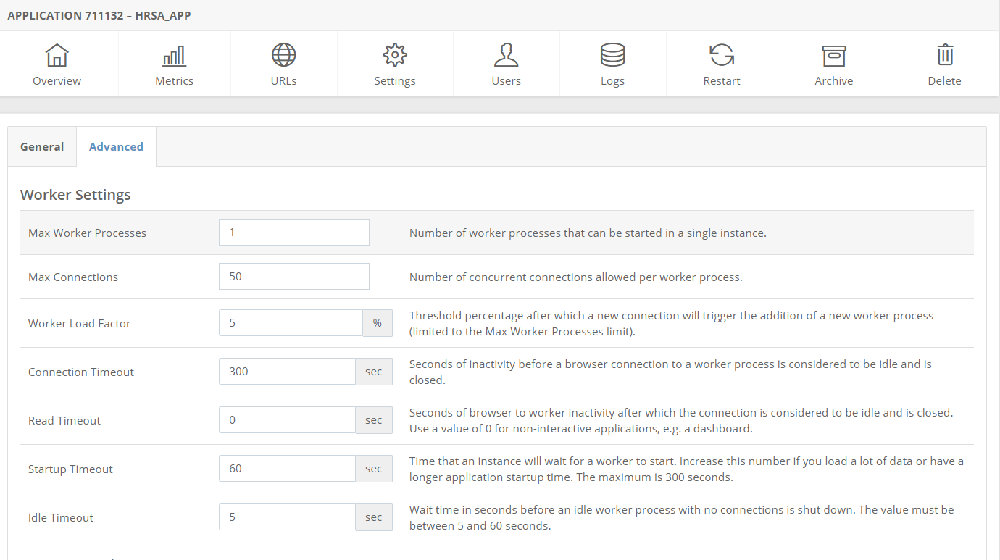 APPLICATION 711132 – HRSA_APP
Overview
Metrics
URLs
Settings
Users
Logs
Restart
Archive
Delete
General
Advanced
Worker Settings
Max Worker Processes 1 Number of worker processes that can be started in a single instance.
Max Connections 50 Number of concurrent connections allowed per worker process.
Worker Load Factor 5 % Threshold percentage after which a new connection will trigger the addition of a new worker process
(limited to the Max Worker Processes limit).
Connection Timeout 300 sec Seconds of inactivity before a browser connection to a worker process is considered to be idle and is
closed.
Read Timeout 0 sec Seconds of browser to worker inactivity after which the connection is considered to be idle and is closed.
Use a value of 0 for non-interactive applications, e.g. a dashboard.
Startup Timeout 60 sec Time that an instance will wait for a worker to start. Increase this number if you load a lot of data or have a
longer application startup time. The maximum is 300 seconds.
Idle Timeout 5 sec Wait time in seconds before an idle worker process with no connections is shut down. The value must be
between 5 and 60 seconds.